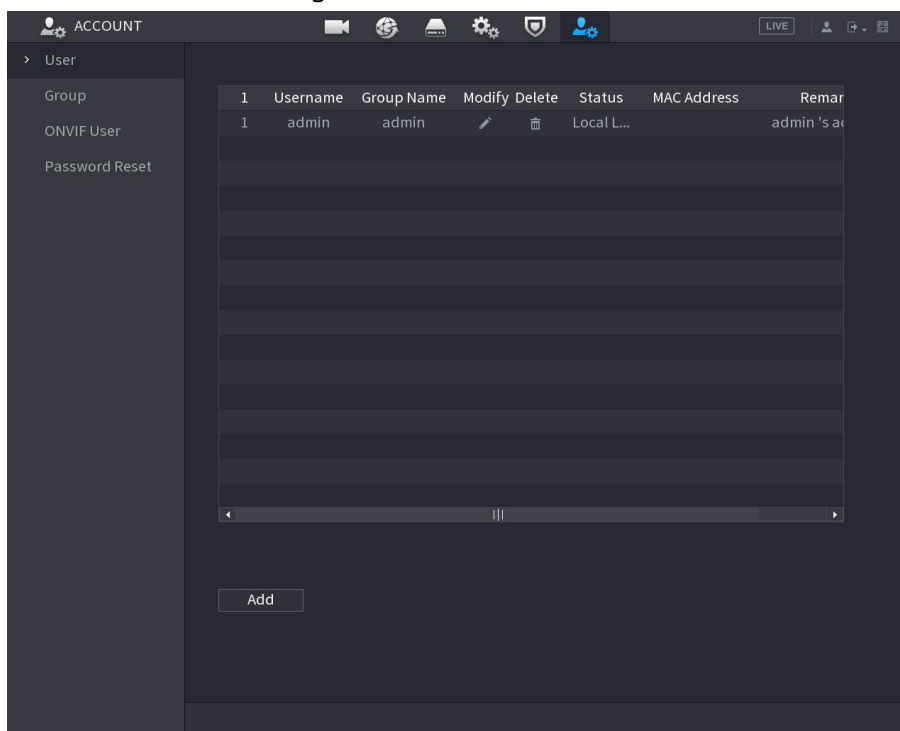 ACCOUNT LIVE
User
Group
ONVIF User
Password Reset
1 Username Group Name Modify Delete Status MAC Address Remar
1 admin admin Local L... admin 's ac
Add